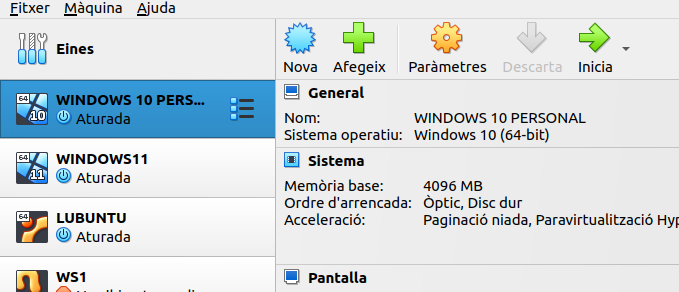 Fitxer Màquina Ajuda
Eines
Nova Afegeix Paràmetres Descarta Inicia
64 10 WINDOWS 10 PERS...
Aturada
64 11 WINDOWS11
Aturada
64 LUBUNTU
Aturada
WS1
General
Nom: WINDOWS 10 PERSONAL
Sistema operatiu: Windows 10 (64-bit)
Sistema
Memòria base: 4096 MB
Ordre d'arrencada: Òptic, Disc dur
Acceleració: Paginació niada, Paravirtualització Hyp
Pantalla